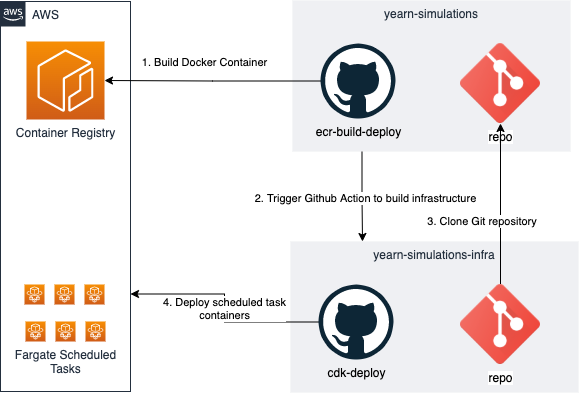 aws
AWS
yearn-simulations
1. Build Docker Container
Container Registry
ecr-build-deploy
repo
2. Trigger Github Action to build infrastructure
3. Clone Git repository
yearn-simulations-infra
4. Deploy scheduled task
containers
Fargate Scheduled
Tasks
cdk-deploy
repo